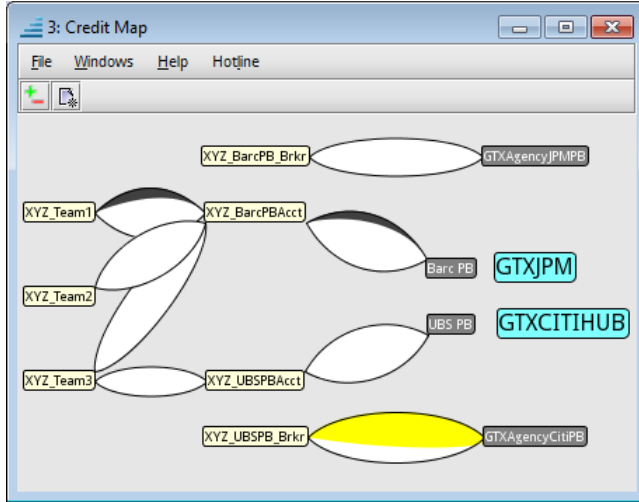 3: Credit Map
File Windows Help Hotline
XYZ_BarcPB_Brkr GTXAgencyJPMPB
XYZ_Team1 XYZ_BarcPBAcct
Barc PB GTXJPM
XYZ_Team2
UBS PB GTXCITIHUB
XYZ_Team3 XYZ_UBSPBAcct
XYZ_UBSPB_Brkr GTXAgencyCitiPB